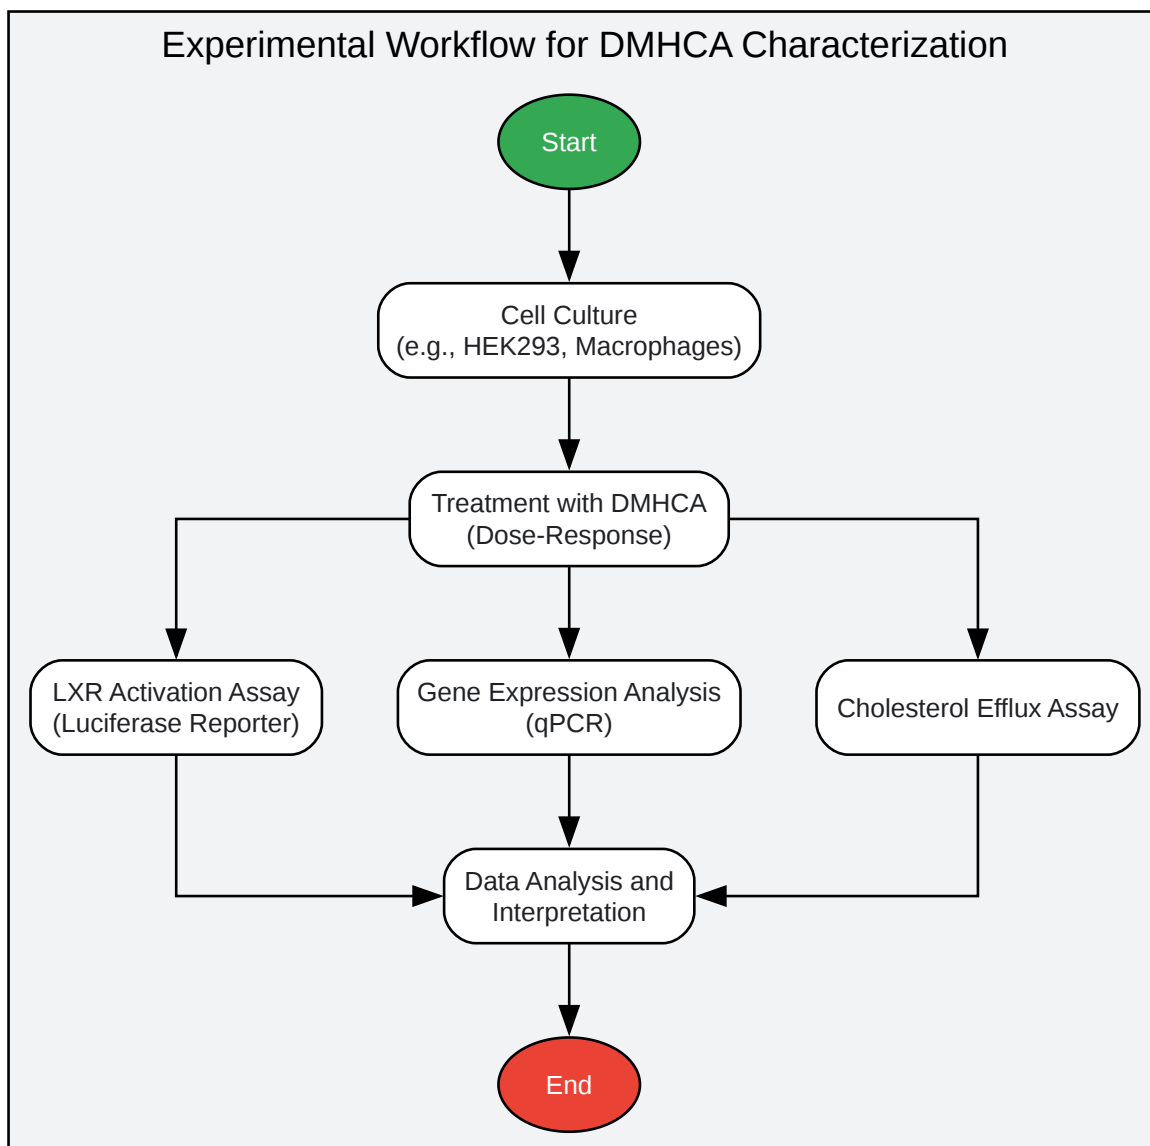 Experimental Workflow for DMHCA Characterization
Start
Cell Culture
(e.g., HEK293, Macrophages)
Treatment with DMHCA
(Dose-Response)
LXR Activation Assay
(Luciferase Reporter)
Gene Expression Analysis
(qPCR)
Cholesterol Efflux Assay
Data Analysis and
Interpretation
End